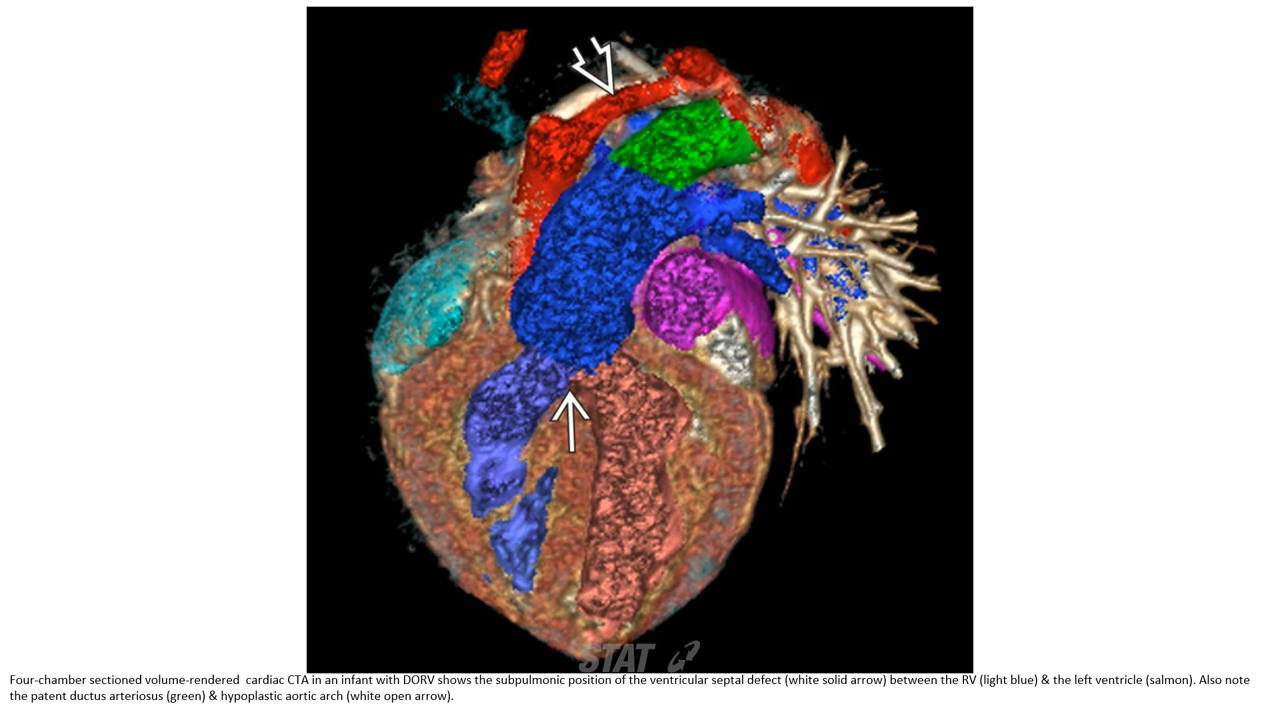 STAT
Four-chamber sectioned volume-rendered cardiac CTA in an infant with DORV shows the subpulmonic position of the ventricular septal defect (white solid arrow) between the RV (light blue) & the left ventricle (salmon). Also note
the patent ductus arteriosus (green) & hypoplastic aortic arch (white open arrow).